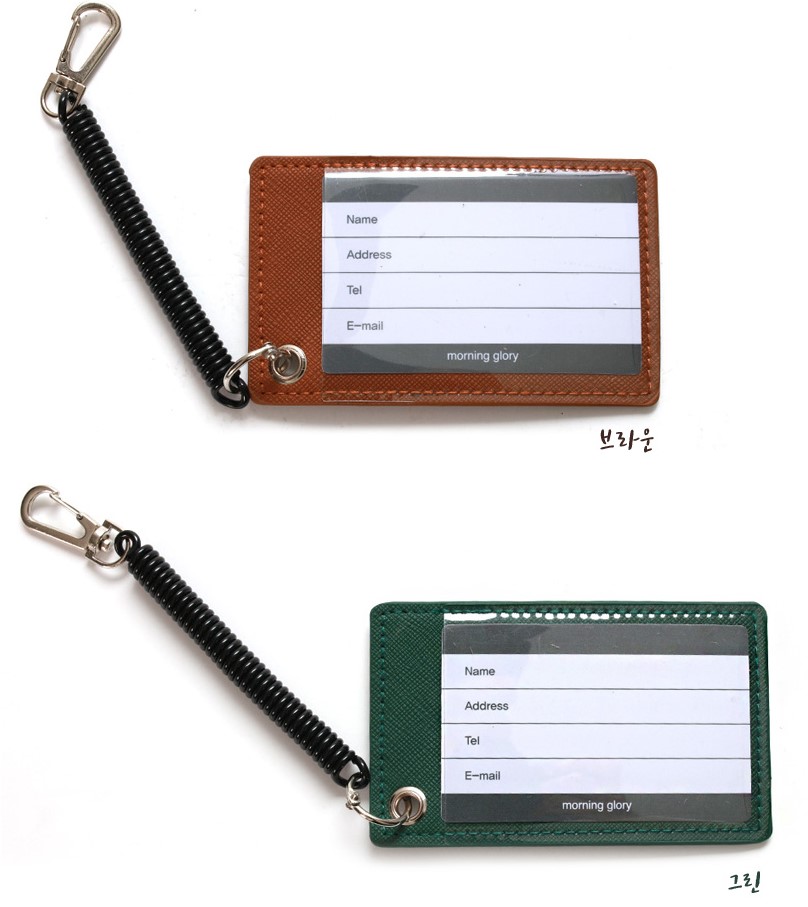 Name
Address
Tel
E-mail
morning glory
브라운
Name
Address
Tel
E-mail
morning glory
그린